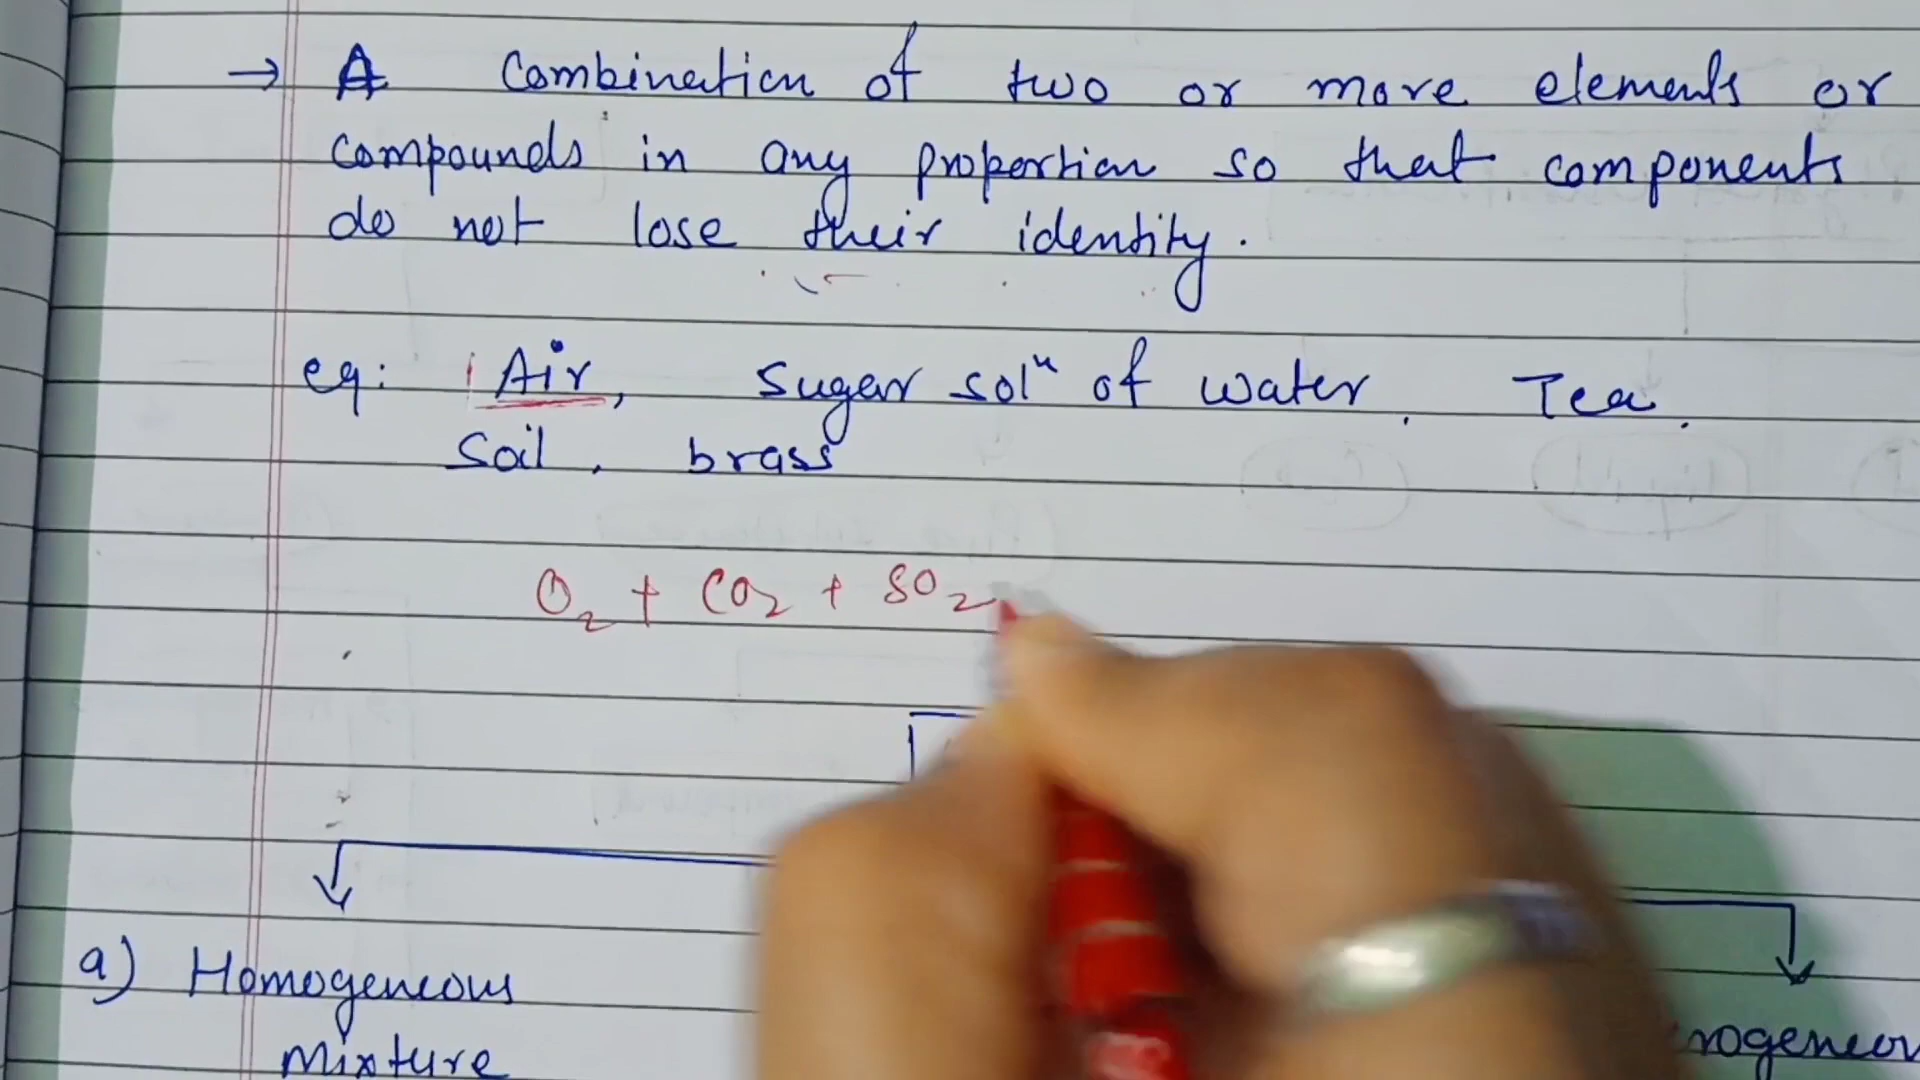 → A Combination of two or more elements or
compounds in any proportion so that components
do not lose their identity.
eg: Air, Sugar solⁿ of water, Tea,
Soil, brass
O₂ + CO₂ + SO₂
a) Homogeneous
Mixture